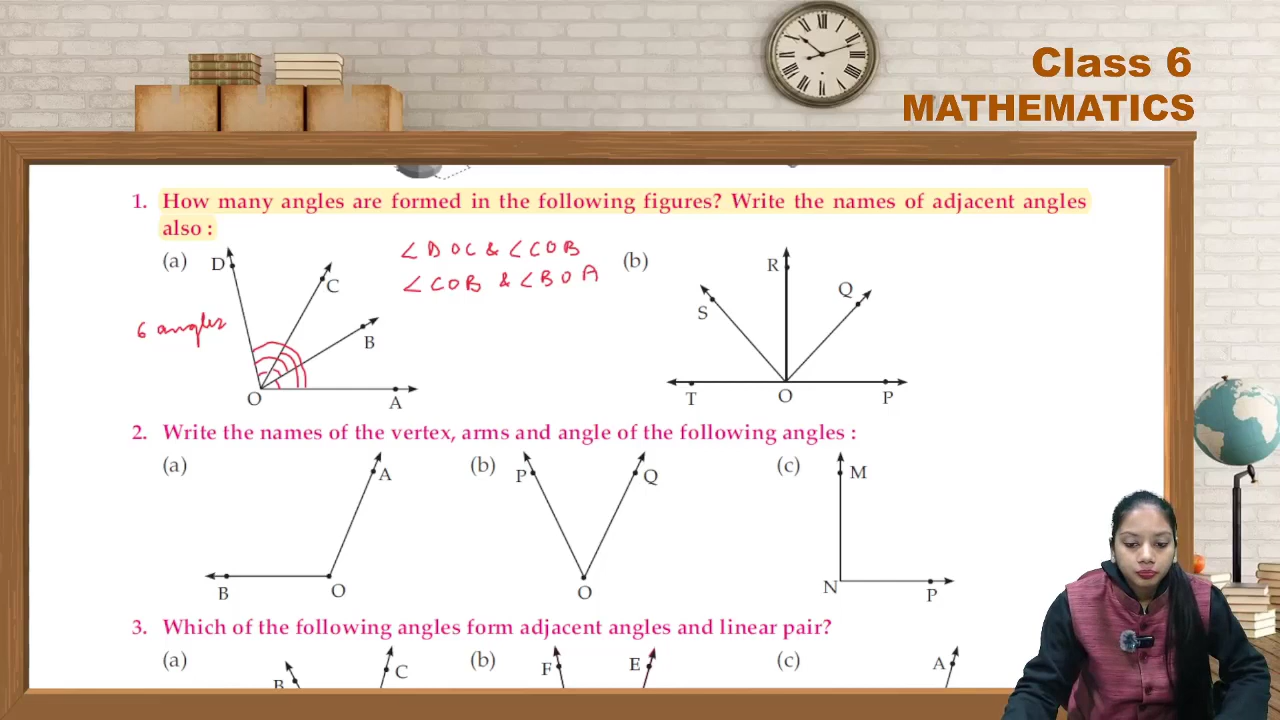 Class 6
MATHEMATICS
1. How many angles are formed in the following figures? Write the names of adjacent angles
also :
(a)
D
C
B
O
A
6 angles
∠DOC & ∠COB
∠COB & ∠BOA
(b)
R
Q
S
T
O
P
2. Write the names of the vertex, arms and angle of the following angles :
(a)
A
B
O
(b)
P
Q
O
(c)
M
N
P
3. Which of the following angles form adjacent angles and linear pair?
(a)
B
C
(b)
F
E
(c)
A